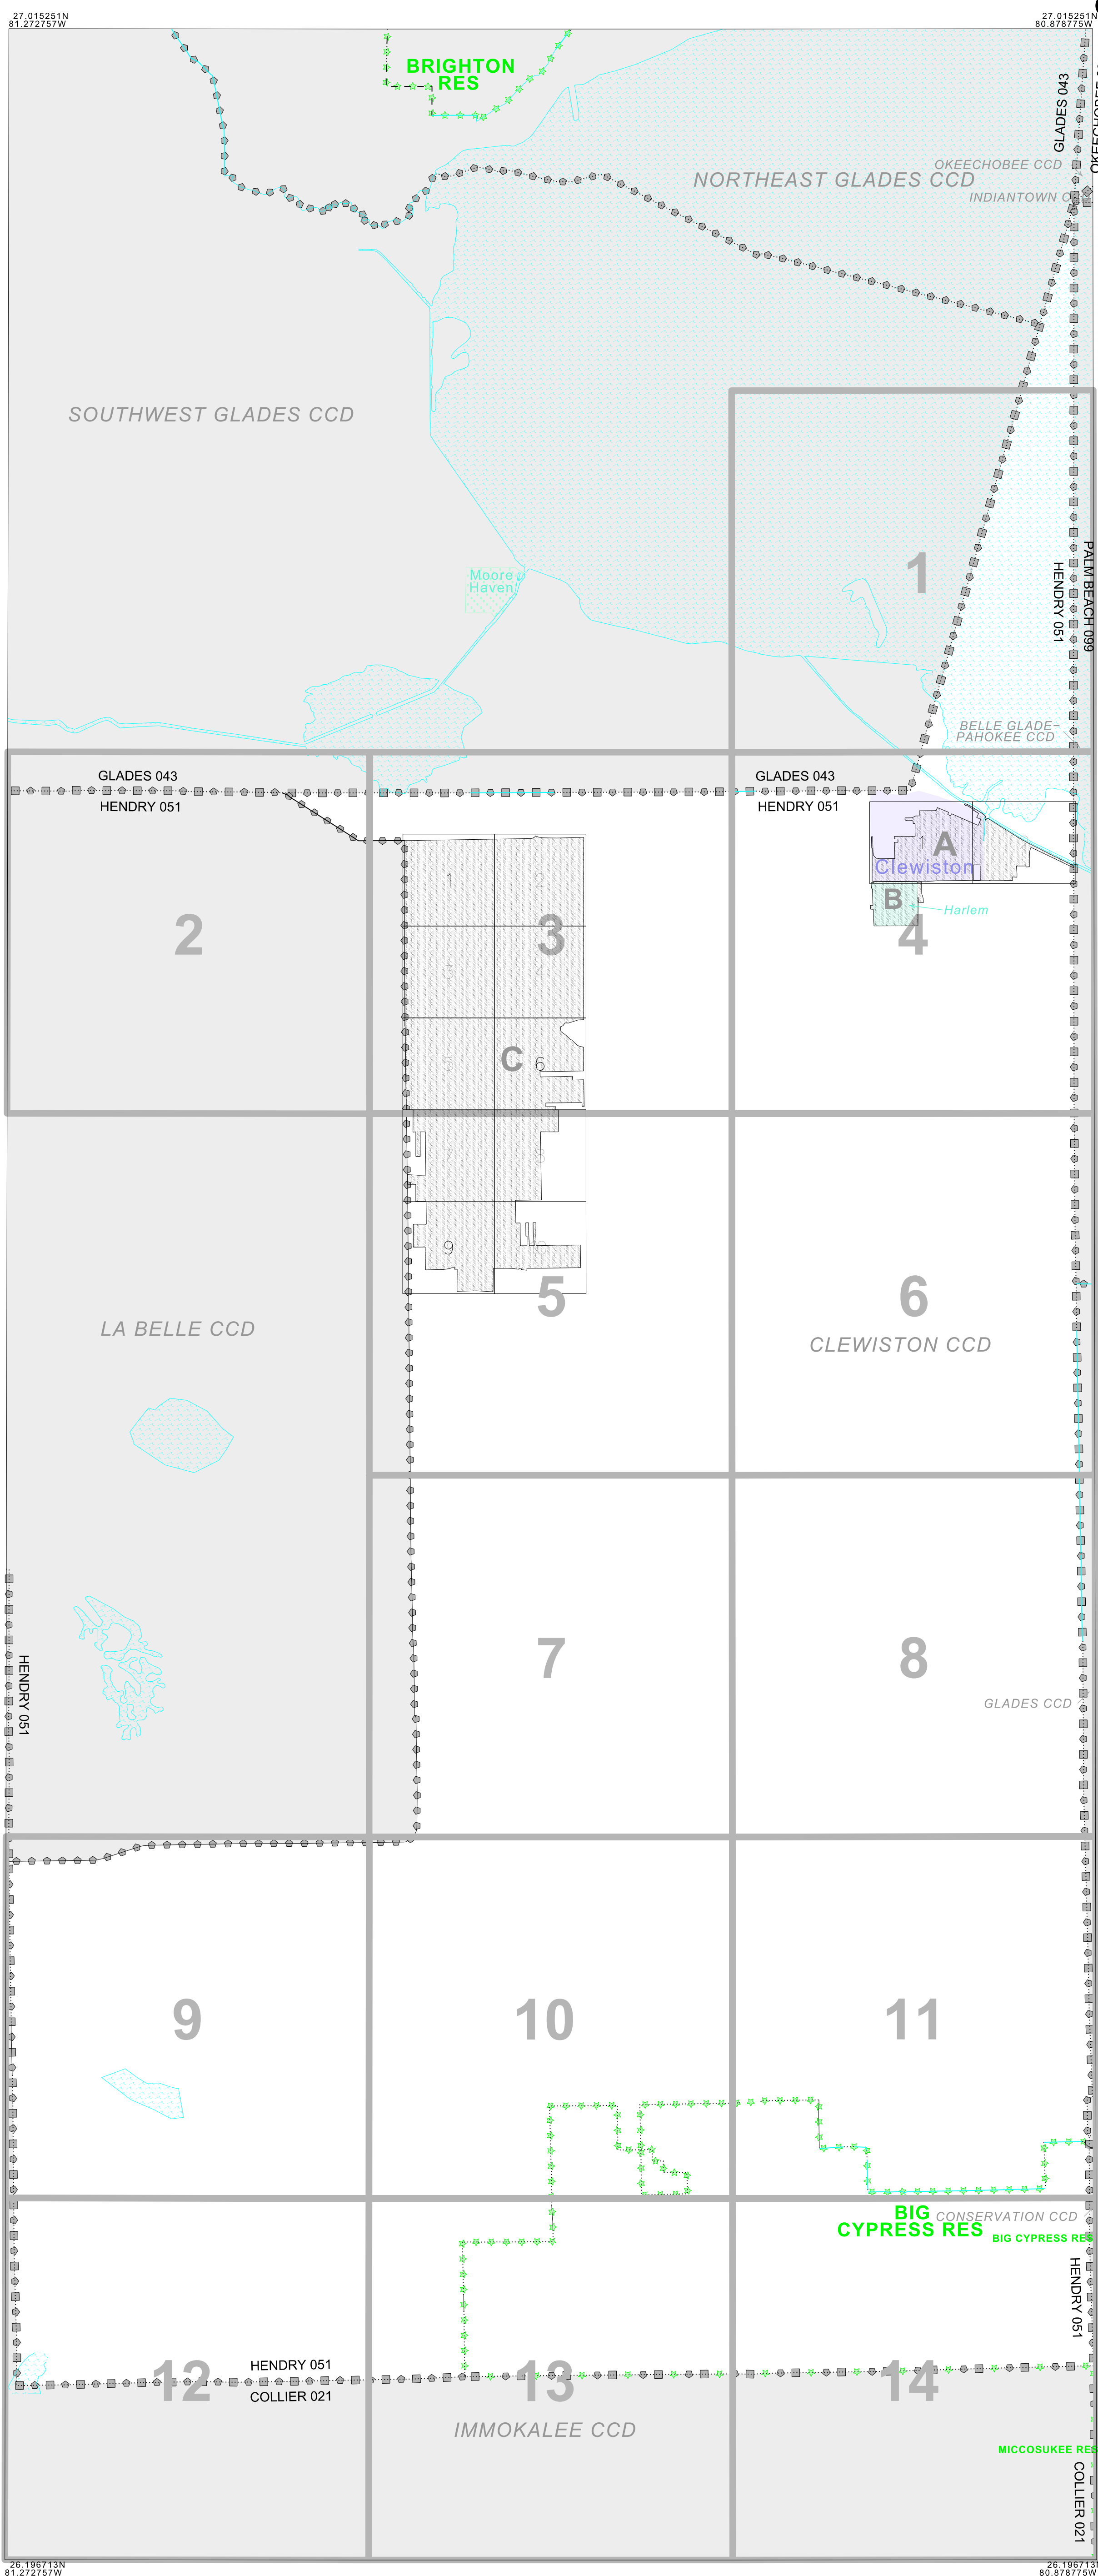 27.015251N
81.272757W
27.015251N
80.878775W
BRIGHTON
RES
GLADES 043
OKEECHOBEE CCD
NORTHEAST GLADES CCD
INDIANTOWN C
SOUTHWEST GLADES CCD
1
Moore
Haven
HENDRY 051
PALM BEACH 099
BELLE GLADE-
PAHOKEE CCD
GLADES 043
HENDRY 051
GLADES 043
HENDRY 051
1
A
2
Clewiston
B
Harlem
2
1
2
3
4
3
4
5
C
6
7
8
9
10
5
6
LA BELLE CCD
CLEWISTON CCD
7
8
HENDRY 051
GLADES CCD
9
10
11
BIG
CYPRESS RES
CONSERVATION CCD
BIG CYPRESS RES
HENDRY 051
HENDRY 051
COLLIER 021
12
13
14
IMMOKALEE CCD
MICCOSUKEE RES
COLLIER 021
26.196713N
81.272757W
26.196713N
80.878775W